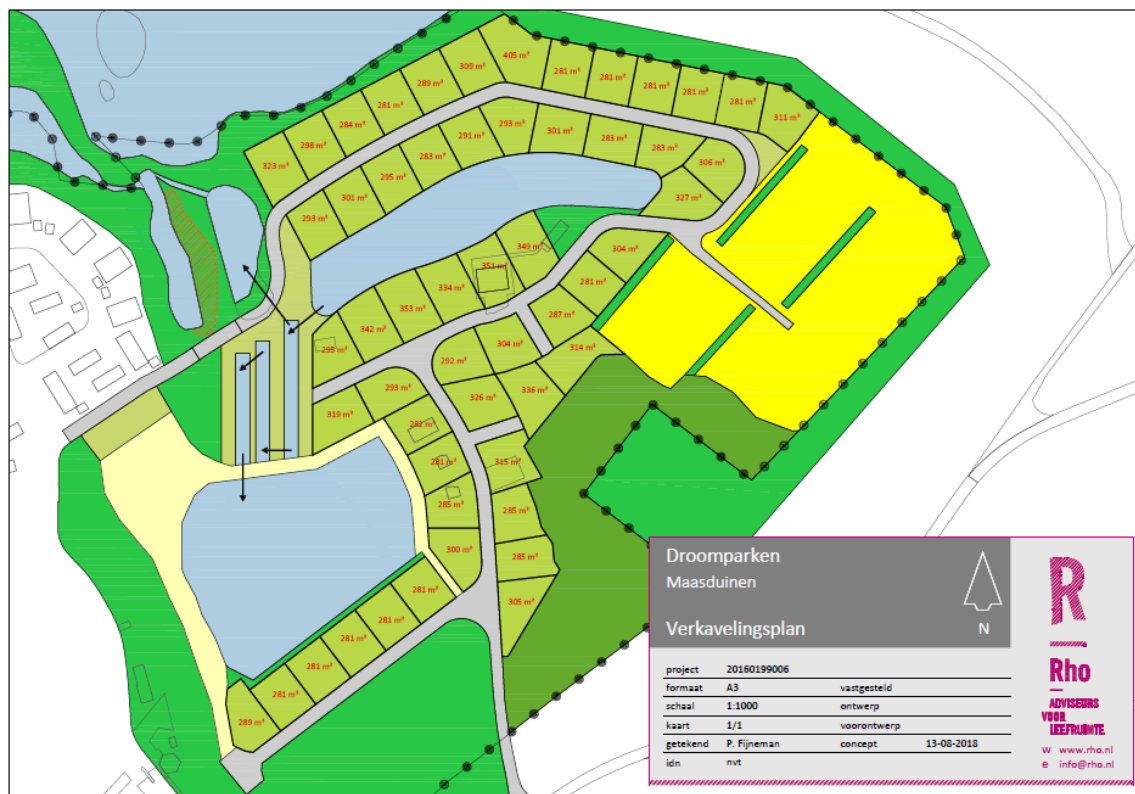 405 m²
309 m²
289 m²
281 m²
284 m²
298 m²
323 m²
281 m²
281 m²
281 m²
281 m²
281 m²
311 m²
293 m²
301 m²
295 m²
283 m²
291 m²
293 m²
301 m²
283 m²
283 m²
306 m²
327 m²
349 m²
351 m²
334 m²
353 m²
342 m²
295 m²
304 m²
281 m²
287 m²
314 m²
304 m²
292 m²
336 m²
326 m²
293 m²
319 m²
282 m²
281 m²
285 m²
300 m²
315 m²
285 m²
285 m²
305 m²
281 m²
281 m²
281 m²
281 m²
281 m²
289 m²
Droomparken
Maasduinen
Verkavelingsplan
N
project 20160199006
formaat A3 vastgesteld
schaal 1:1000 ontwerp
kaart 1/1 voorontwerp
getekend P. Fijneman concept 13-08-2018
idn nvt
R
Rho
ADVISEURS
VOOR
LEEFRUIMTE
w www.rho.nl
e info@rho.nl